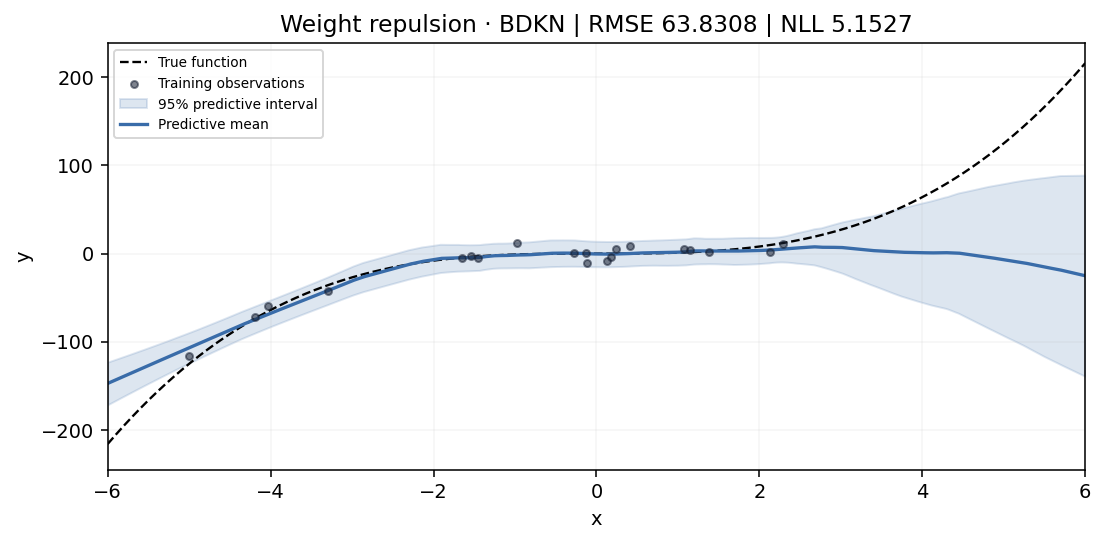 Weight repulsion · BDKN | RMSE 63.8308 | NLL 5.1527
True function
Training observations
95% predictive interval
Predictive mean
200
100
0
−100
−200
y
−6
−4
−2
0
2
4
6
x